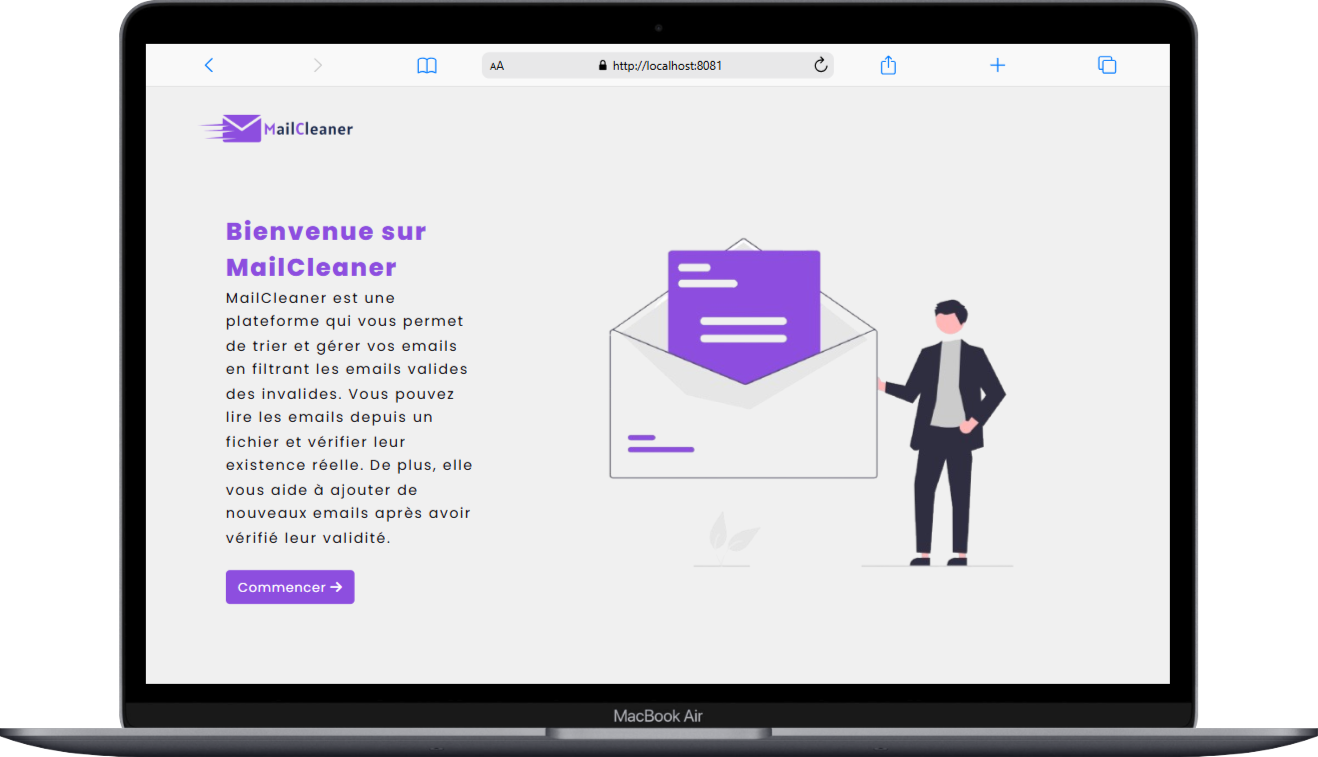 AA
http://localhost:8081
MailCleaner
Bienvenue sur
MailCleaner
MailCleaner est une
plateforme qui vous permet
de trier et gérer vos emails
en filtrant les emails valides
des invalides. Vous pouvez
lire les emails depuis un
fichier et vérifier leur
existence réelle. De plus, elle
vous aide à ajouter de
nouveaux emails après avoir
vérifié leur validité.
Commencer →
MacBook Air